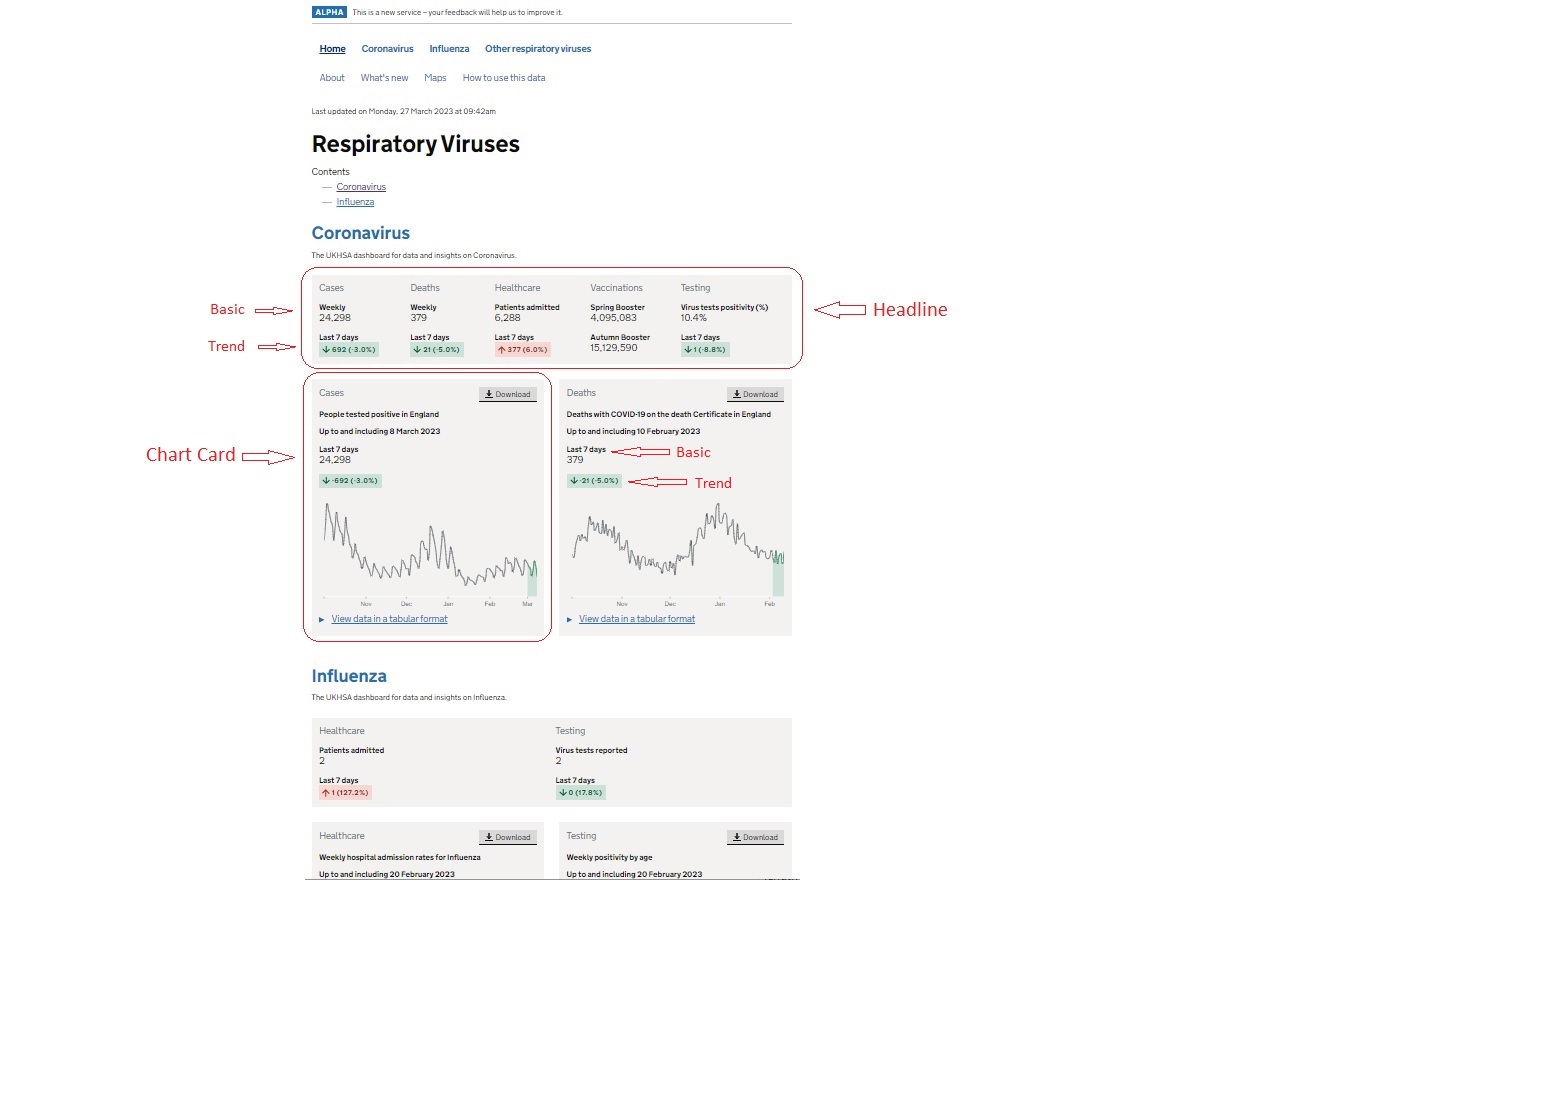 ALPHA This is a new service – your feedback will help us to improve it.
Home Coronavirus Influenza Other respiratory viruses
About What's new Maps How to use this data
Last updated on Monday, 27 March 2023 at 09:42am
Respiratory Viruses
Contents
— Coronavirus
— Influenza
Coronavirus
The UKHSA dashboard for data and insights on Coronavirus.
Cases Deaths Healthcare Vaccinations Testing
Weekly Weekly Patients admitted Spring Booster Virus tests positivity (%)
Basic 24,298 379 6,288 4,095,083 10.4% Headline
Last 7 days Last 7 days Last 7 days Autumn Booster Last 7 days
Trend ↓ 692 (-3.0%) ↓ 21 (-5.0%) ↑ 377 (6.0%) 15,129,590 ↓ 1 (-8.8%)
Cases Download
People tested positive in England
Up to and including 8 March 2023
Last 7 days
Chart Card
24,298
↓ -692 (-3.0%)
Nov Dec Jan Feb Mar
► View data in a tabular format
Deaths Download
Deaths with COVID-19 on the death Certificate in England
Up to and including 10 February 2023
Last 7 days Basic
379
↓ -21 (-5.0%) Trend
Nov Dec Jan Feb
► View data in a tabular format
Influenza
The UKHSA dashboard for data and insights on Influenza.
Healthcare Testing
Patients admitted Virus tests reported
2 2
Last 7 days Last 7 days
↑ 1 (127.2%) ↓ 0 (17.8%)
Healthcare Download
Weekly hospital admission rates for Influenza
Up to and including 20 February 2023
Testing Download
Weekly positivity by age
Up to and including 20 February 2023